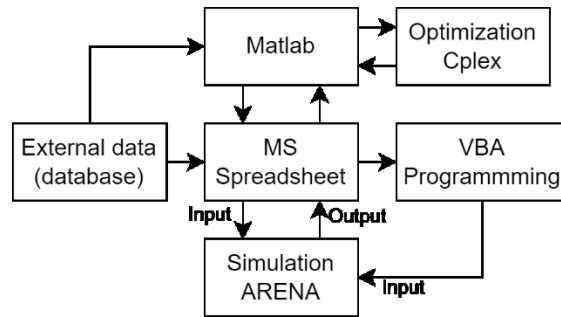 Matlab
Optimization
Cplex
External data
(database)
MS
Spreadsheet
VBA
Programmming
Input
Output
Simulation
ARENA
Input